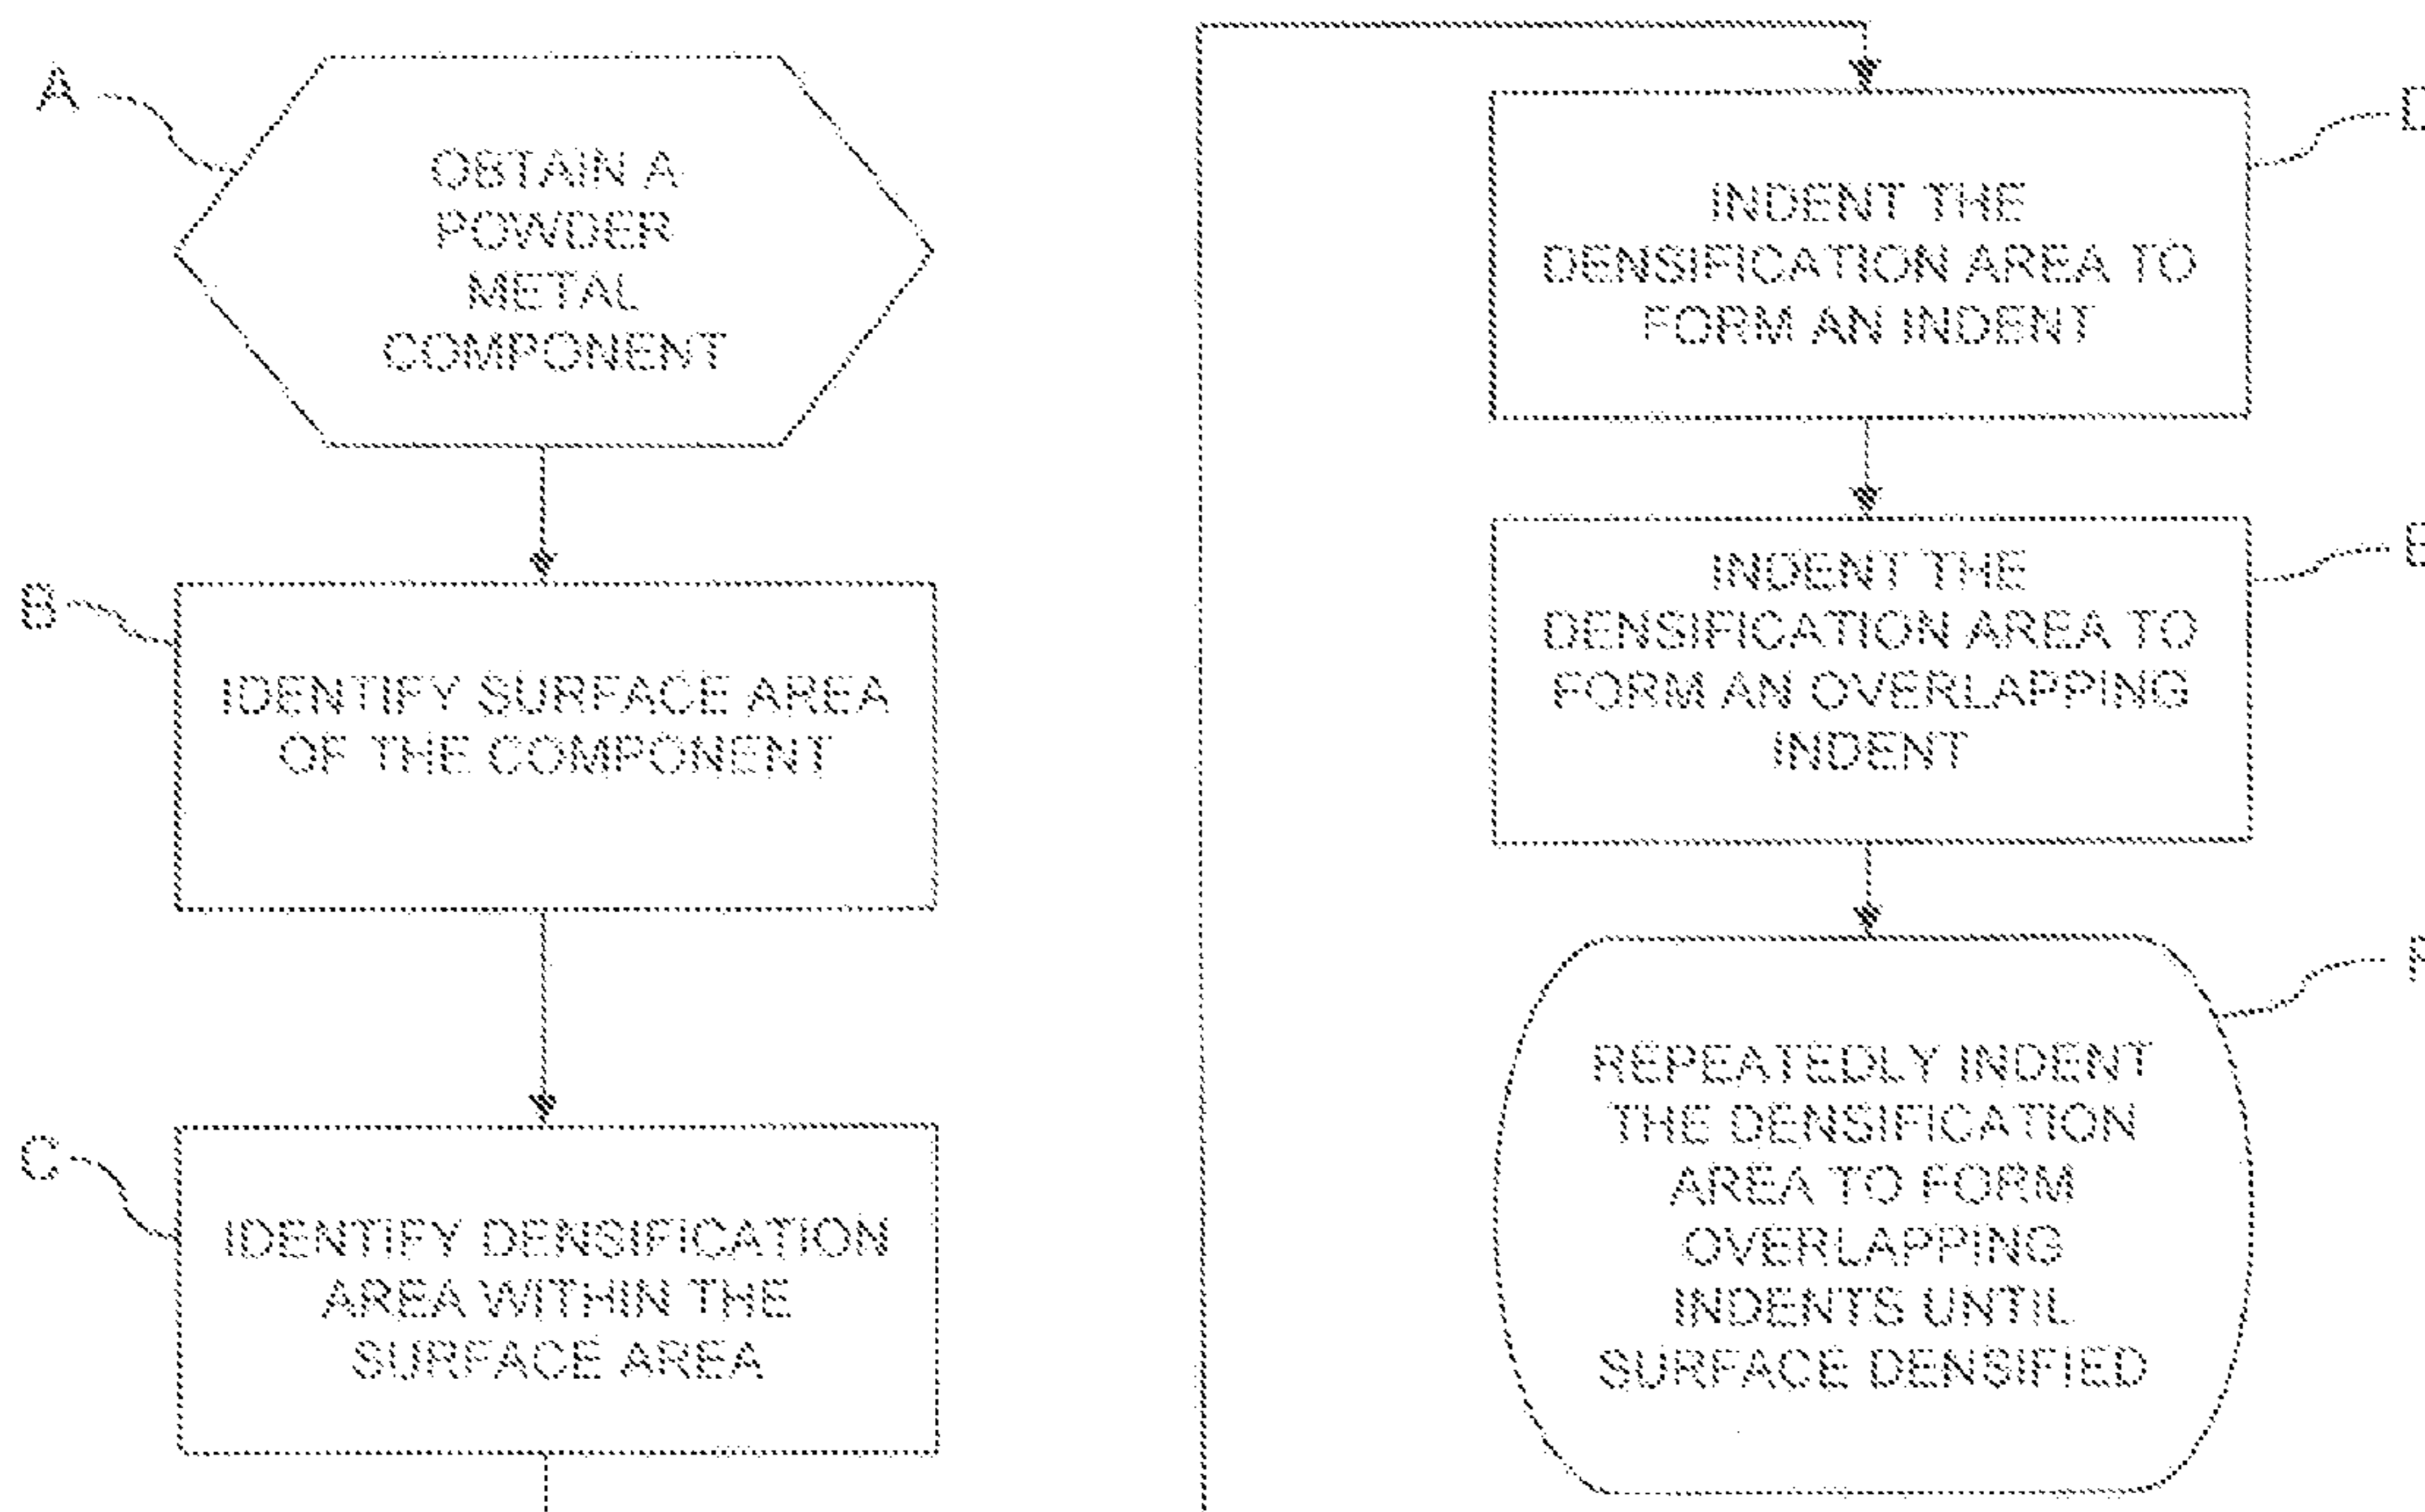 A
OBTAIN A
POWDER
METAL
COMPONENT
B
IDENTIFY SURFACE AREA
OF THE COMPONENT
C
IDENTIFY DENSIFICATION
AREA WITHIN THE
SURFACE AREA
INDENT THE
DENSIFICATION AREA TO
FORM AN INDENT
INDENT THE
DENSIFICATION AREA TO
FORM AN OVERLAPPING
INDENT
REPEATEDLY INDENT
THE DENSIFICATION
AREA TO FORM
OVERLAPPING
INDENTS UNTIL
SURFACE DENSIFIED